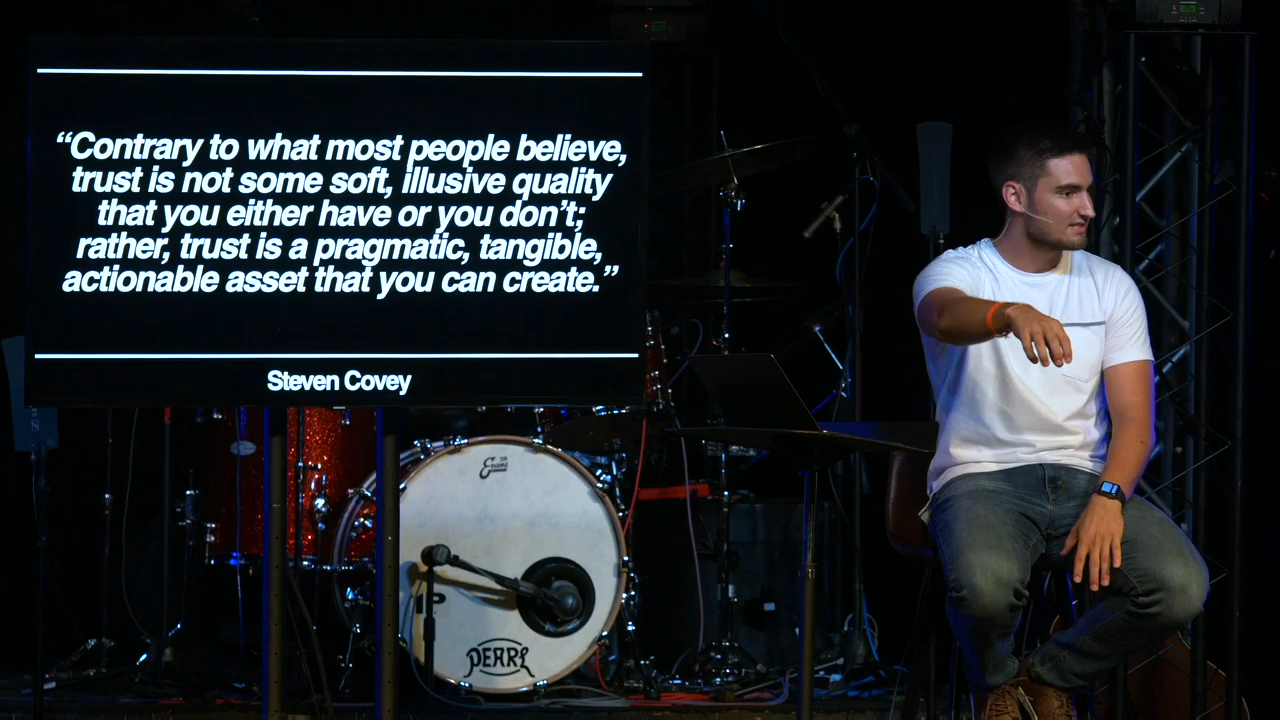 “Contrary to what most people believe,
trust is not some soft, illusive quality
that you either have or you don’t;
rather, trust is a pragmatic, tangible,
actionable asset that you can create.”
Steven Covey
Evans
PEARL